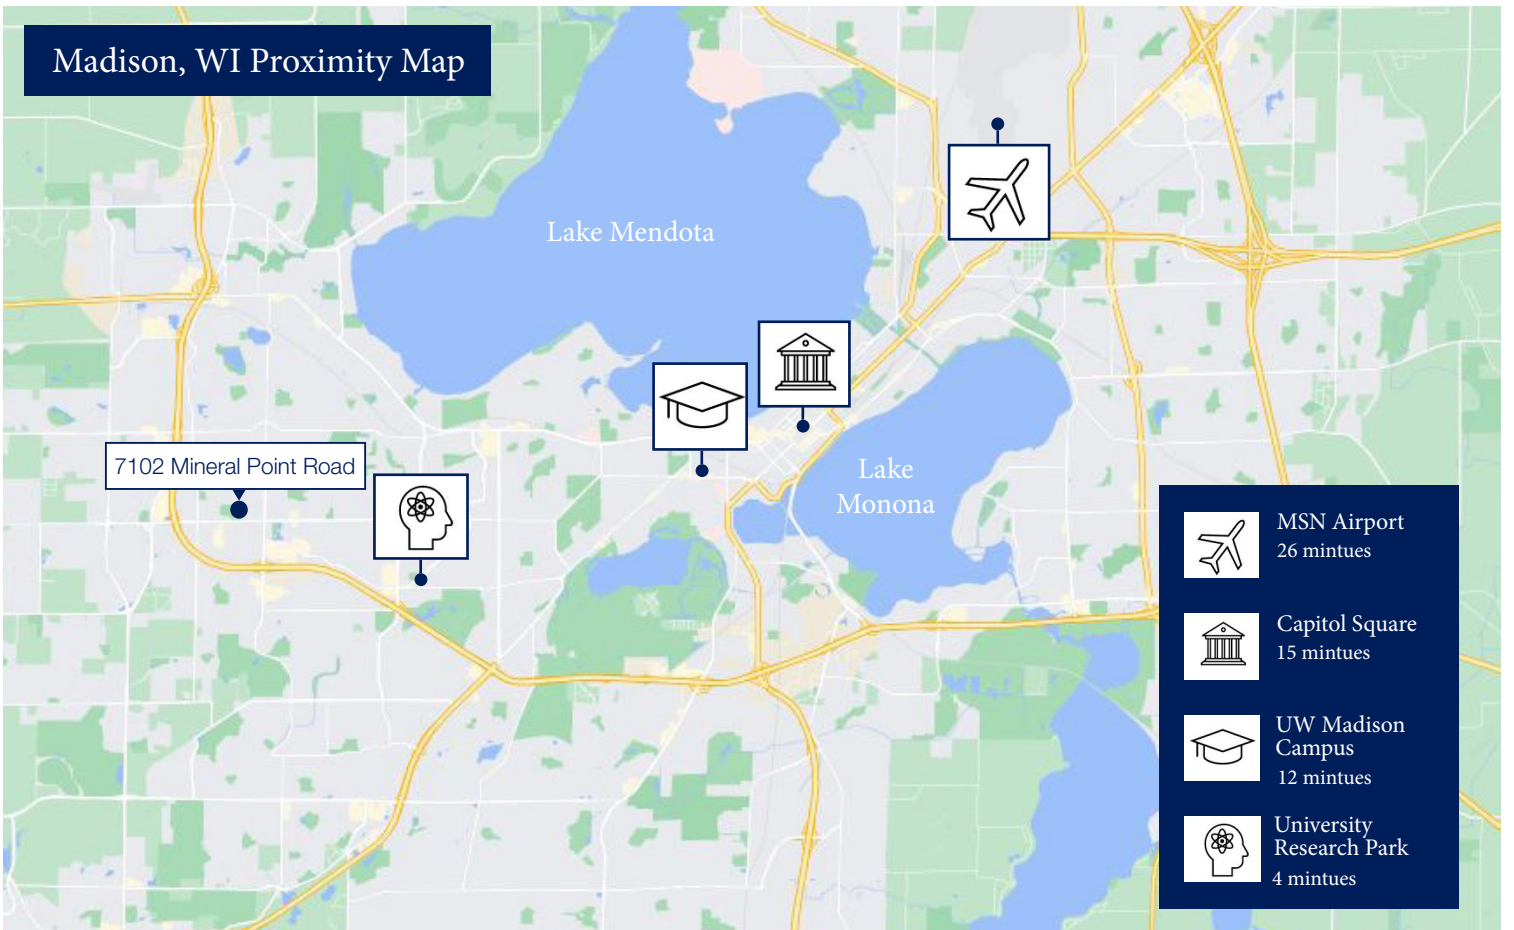 Madison, WI Proximity Map
Lake Mendota
7102 Mineral Point Road
Lake
Monona
MSN Airport
26 mintues
Capitol Square
15 mintues
UW Madison
Campus
12 mintues
University
Research Park
4 mintues